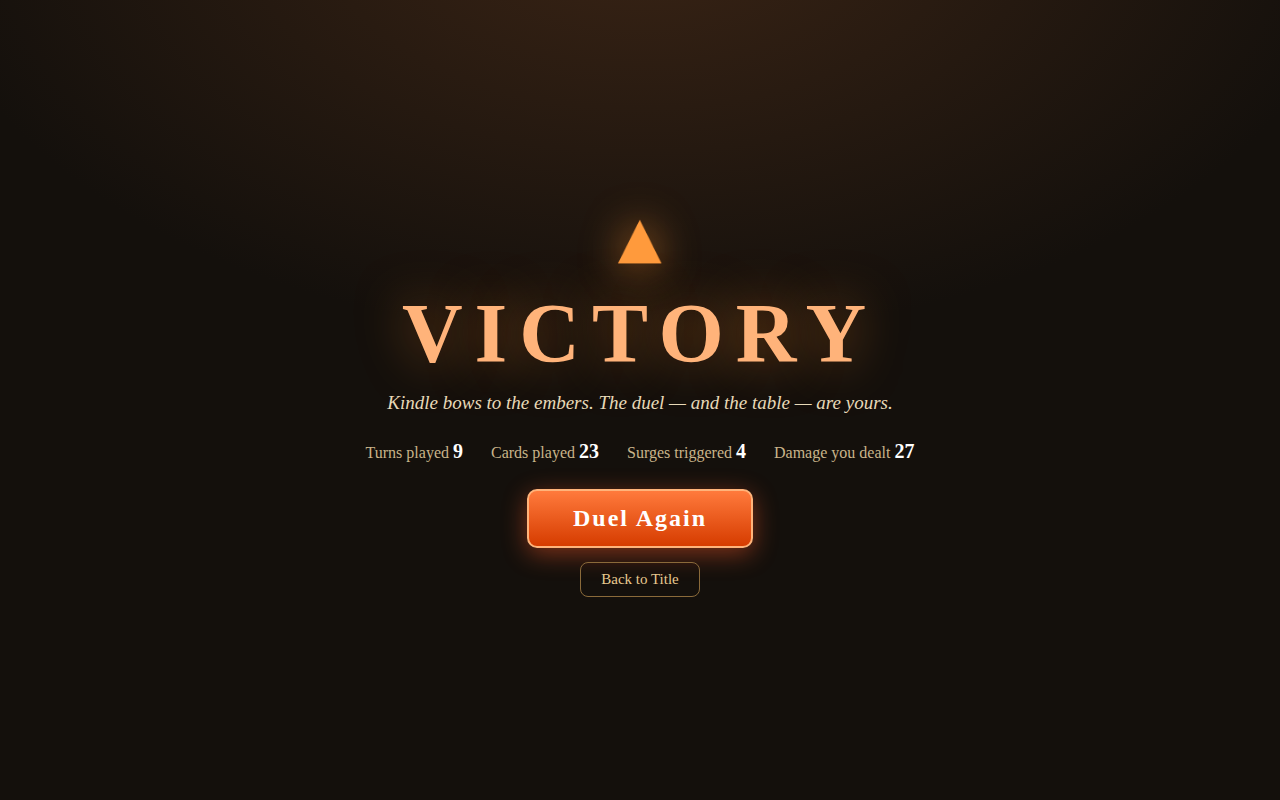 VICTORY
Kindle bows to the embers. The duel — and the table — are yours.
Turns played 9 Cards played 23 Surges triggered 4 Damage you dealt 27
Duel Again
Back to Title